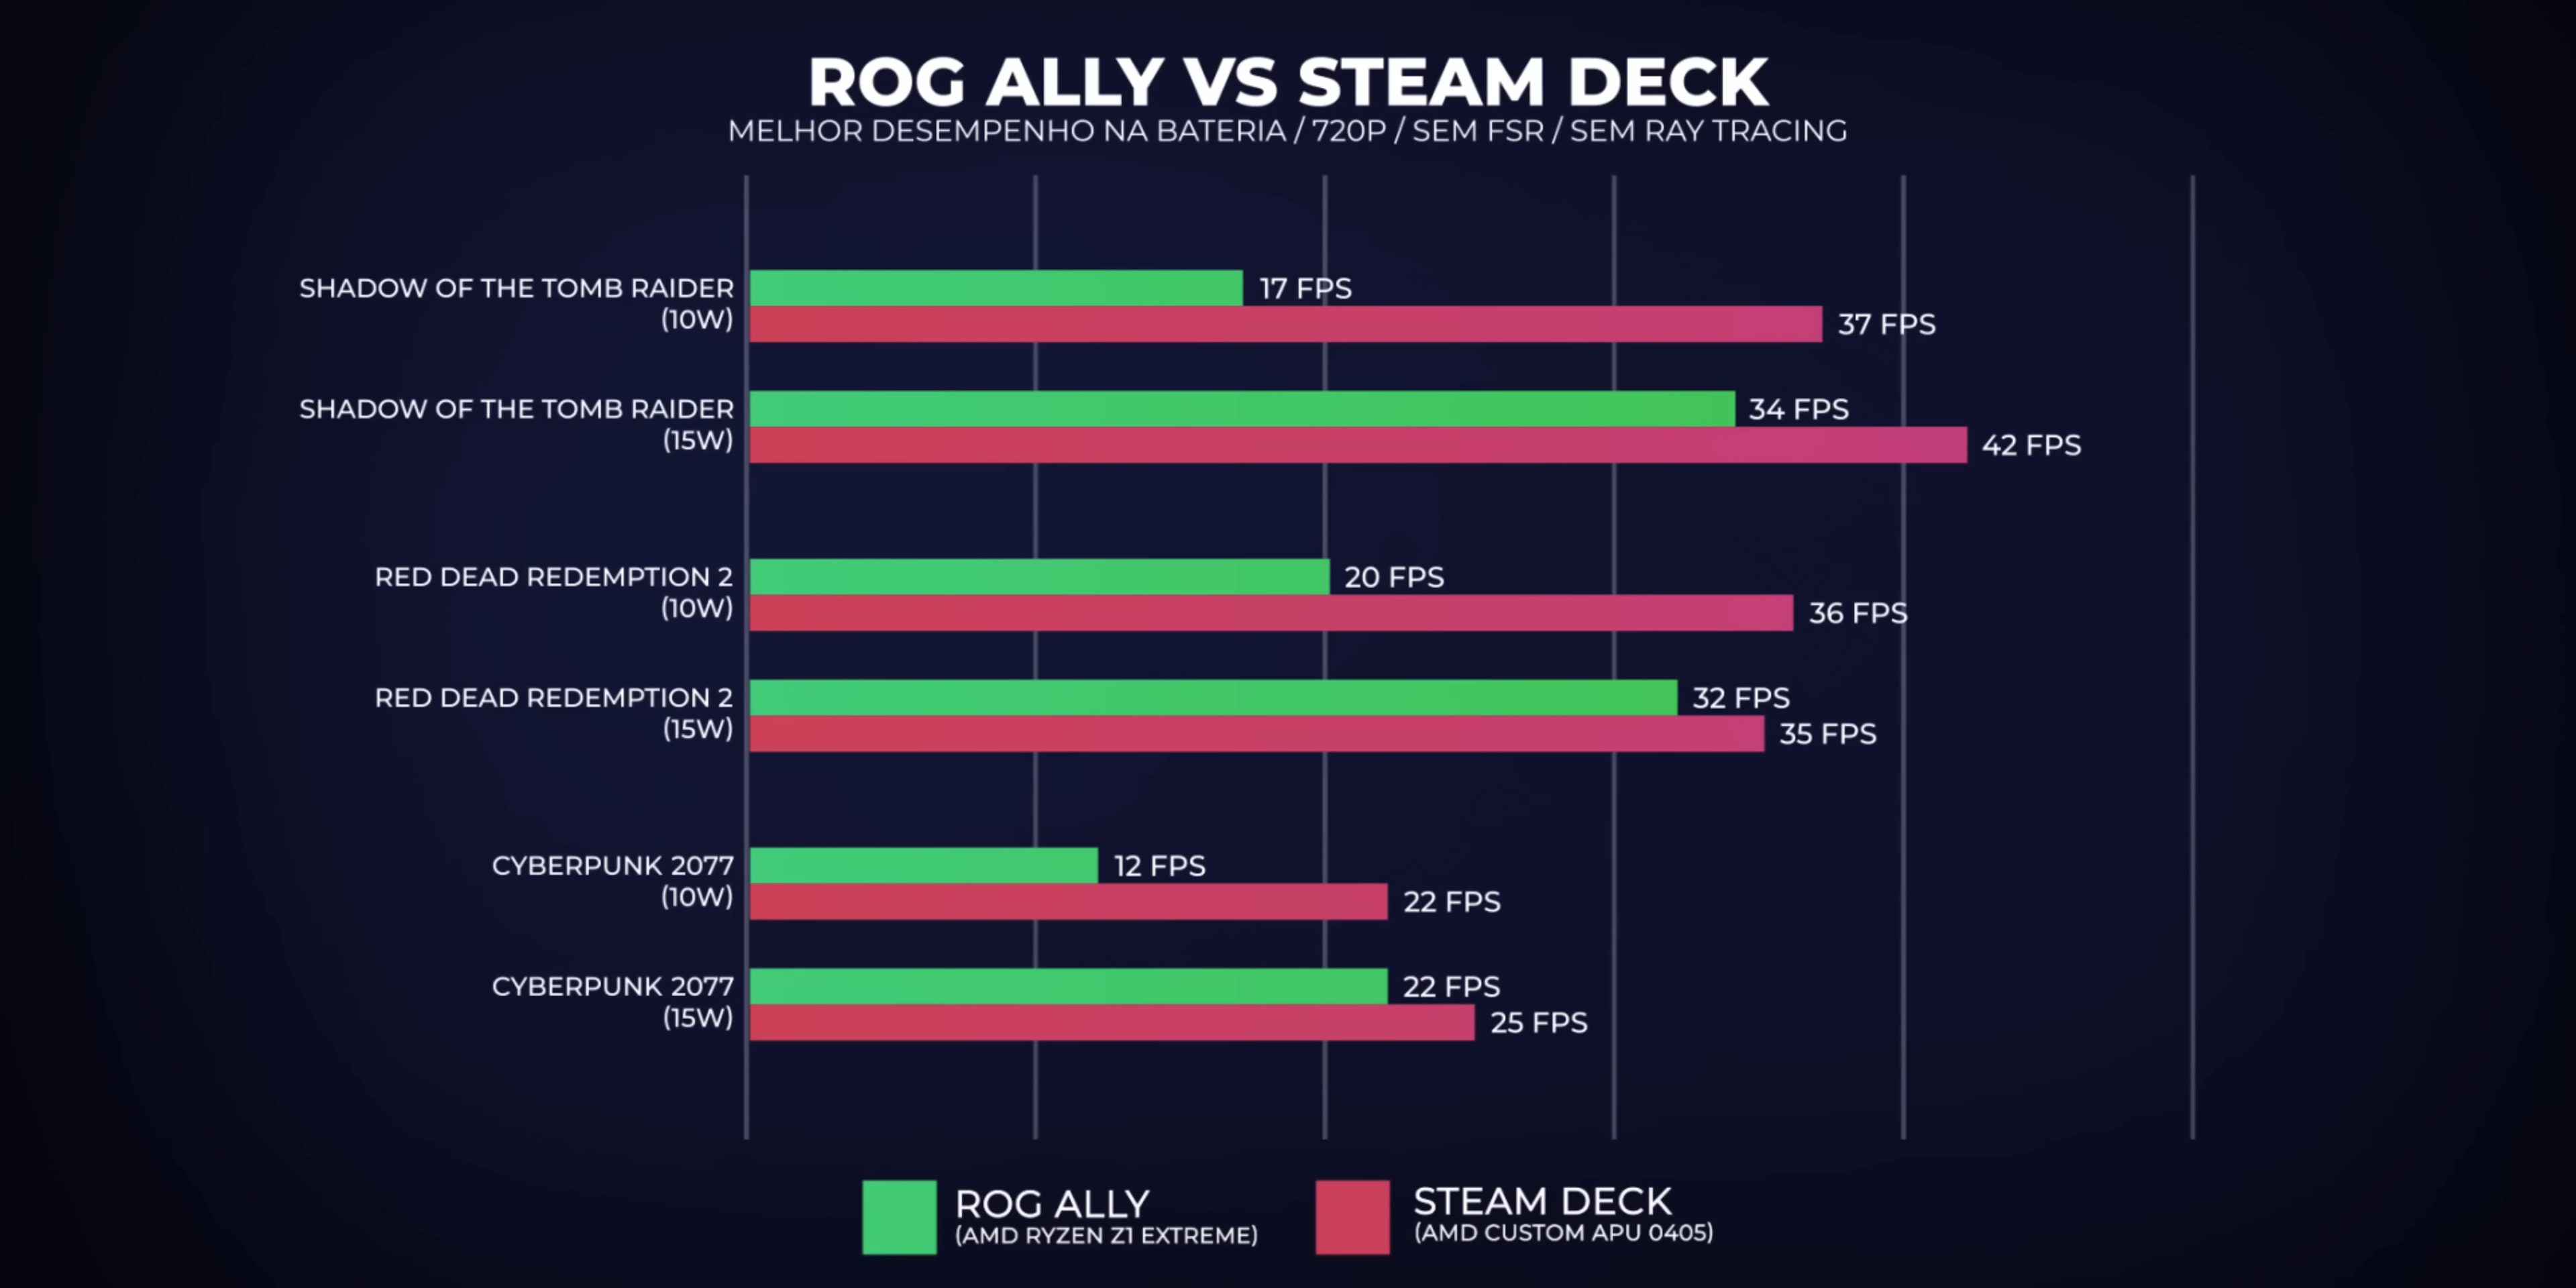 ROG ALLY VS STEAM DECK
MELHOR DESEMPENHO NA BATERIA / 720P / SEM FSR / SEM RAY TRACING
SHADOW OF THE TOMB RAIDER
(10W)
17 FPS
37 FPS
SHADOW OF THE TOMB RAIDER
(15W)
34 FPS
42 FPS
RED DEAD REDEMPTION 2
(10W)
20 FPS
36 FPS
RED DEAD REDEMPTION 2
(15W)
32 FPS
35 FPS
CYBERPUNK 2077
(10W)
12 FPS
22 FPS
CYBERPUNK 2077
(15W)
22 FPS
25 FPS
ROG ALLY
(AMD RYZEN Z1 EXTREME)
STEAM DECK
(AMD CUSTOM APU 0405)